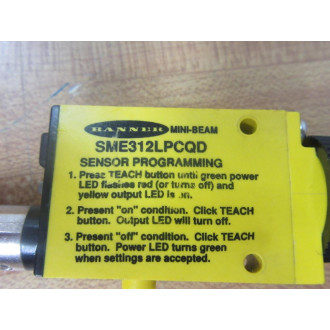 BANNER MINI-BEAM
SME312LPCQD
SENSOR PROGRAMMING
1. Press TEACH button until green power
LED flashes red (or turns off) and
yellow output LED is on.
2. Present "on" condition. Click TEACH
button. Output LED will turn off.
3. Present "off" condition. Click TEACH
button. Power LED turns green
when settings are accepted.